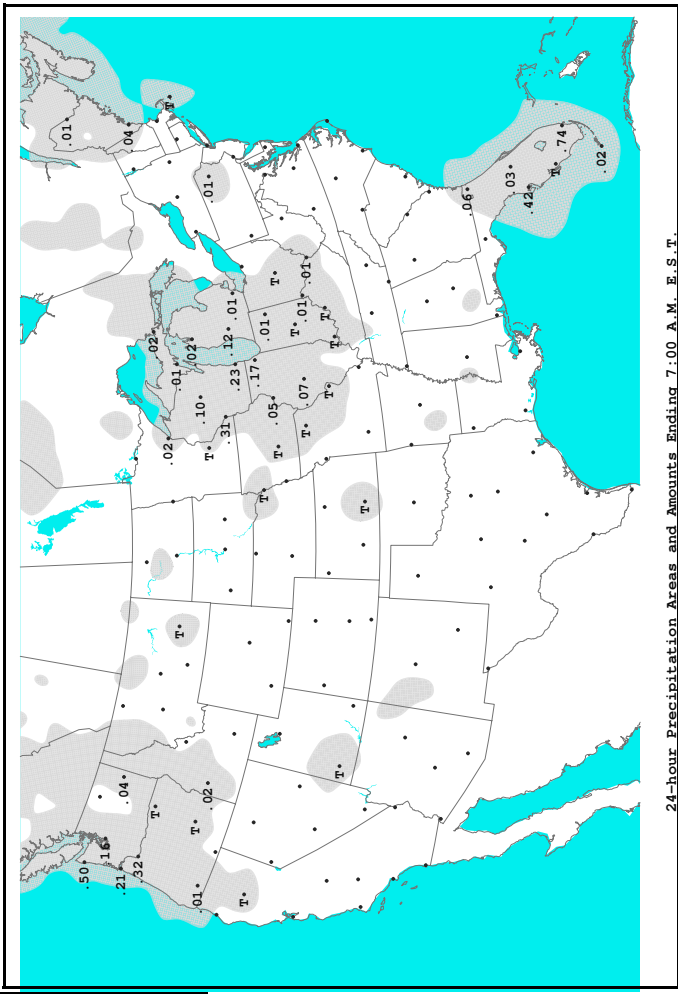 .01
.50
.16
.21
.04
.04
.32
.02
T
.02
T
.01
T
.02
T
.01
.10
.02
.01
T
.31
.12
.01
.23
T
.17
T
.01
.05
T
T
T
.01
.07
T
.01
T
T
T
T
T
.06
.03
.42
T
.74
.02
24-hour Precipitation Areas and Amounts Ending 7:00 A.M. E.S.T.